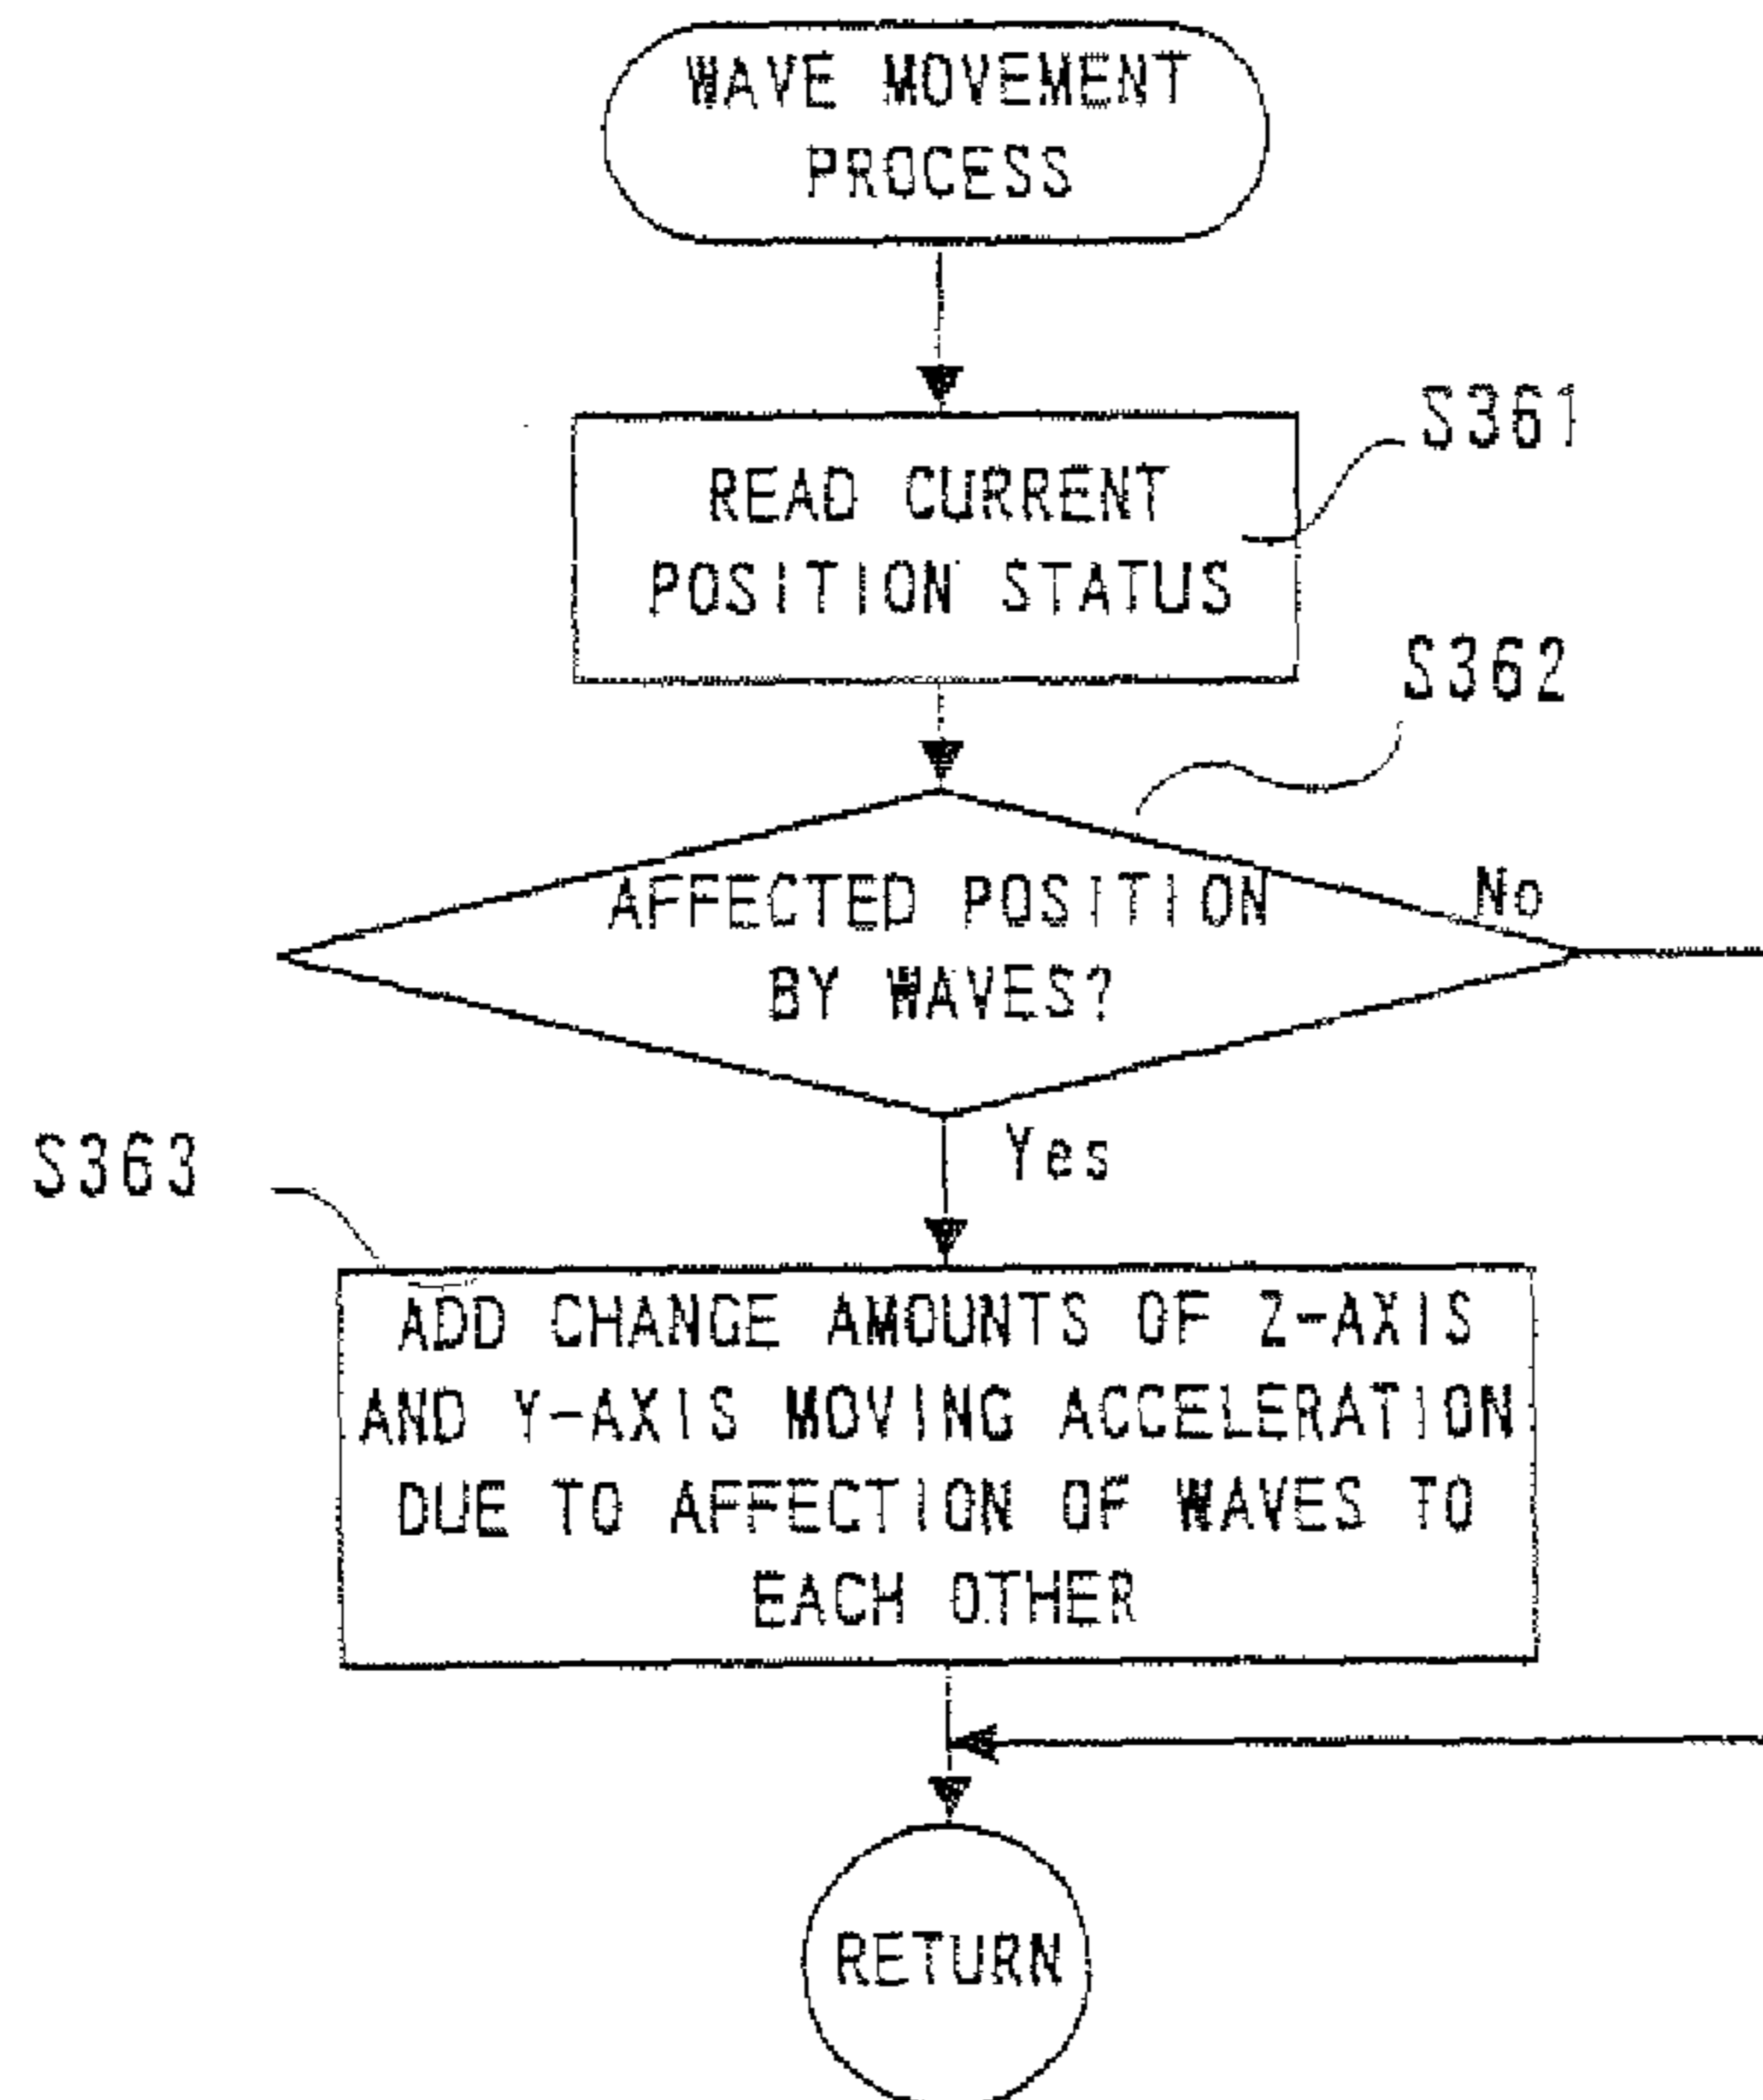 WAVE MOVEMENT
PROCESS
S361
READ CURRENT
POSITION STATUS
S362
AFFECTED POSITION
BY WAVES?
No
Yes
S363
ADD CHANGE AMOUNTS OF Z-AXIS
AND Y-AXIS MOVING ACCELERATION
DUE TO AFFECTION OF WAVES TO
EACH OTHER
RETURN